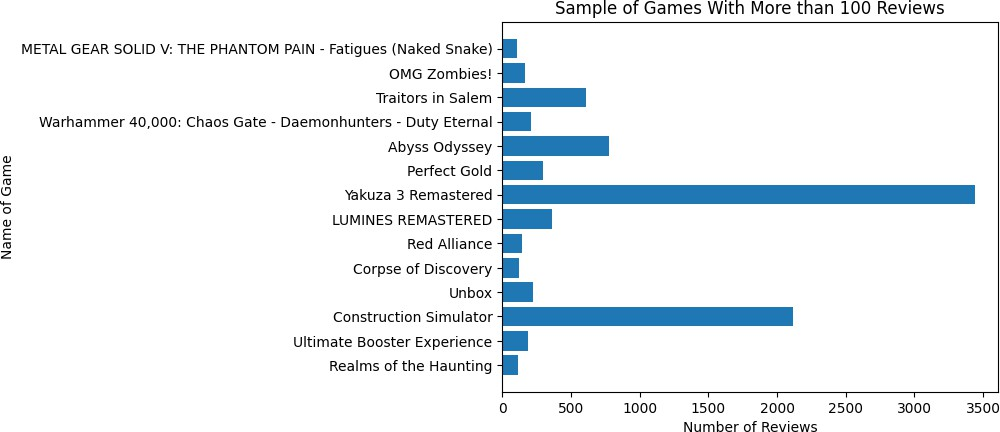 Sample of Games With More than 100 Reviews
METAL GEAR SOLID V: THE PHANTOM PAIN - Fatigues (Naked Snake)
OMG Zombies!
Traitors in Salem
Warhammer 40,000: Chaos Gate - Daemonhunters - Duty Eternal
Abyss Odyssey
Perfect Gold
Yakuza 3 Remastered
LUMINES REMASTERED
Red Alliance
Corpse of Discovery
Unbox
Construction Simulator
Ultimate Booster Experience
Realms of the Haunting
Name of Game
0 500 1000 1500 2000 2500 3000 3500
Number of Reviews